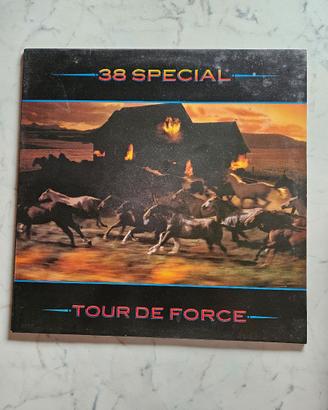 38 SPECIAL
TOUR DE FORCE